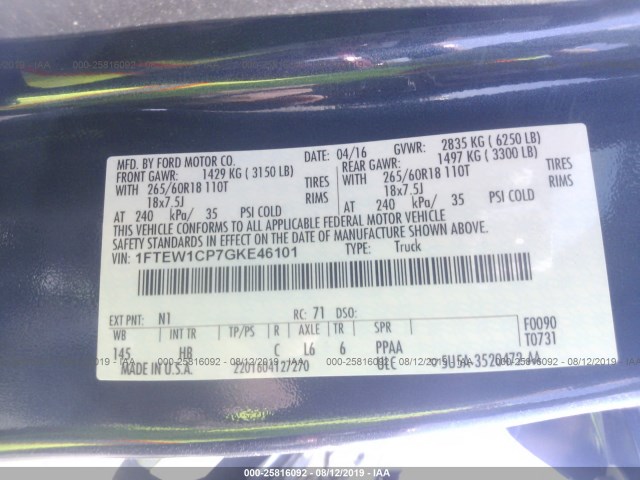 000-25816092 - 08/12/2019 - IAA
MFD. BY FORD MOTOR CO. DATE: 04/16 GVWR: 2835 KG ( 6250 LB)
FRONT GAWR: 1429 KG ( 3150 LB) REAR GAWR: 1497 KG ( 3300 LB)
WITH 265/60R18 110T TIRES WITH 265/60R18 110T TIRES
18x7.5J RIMS 18x7.5J RIMS
AT 240 kPa/ 35 PSI COLD AT 240 kPa/ 35 PSI COLD
THIS VEHICLE CONFORMS TO ALL APPLICABLE FEDERAL MOTOR VEHICLE
SAFETY STANDARDS IN EFFECT ON THE DATE OF MANUFACTURE SHOWN ABOVE.
VIN: 1FTEW1CP7GKE46101 TYPE: Truck
EXT PNT: N1 RC: 71 DSO: F0090
WB INT TR TP/PS R AXLE TR SPR T0731
145 HB C L6 6 PPAA
000-25816092 - 08/12/2019 - IAA
MADE IN U.S.A. 220160412/270 ULC
000-25816092 - 08/12/2019 - IAA